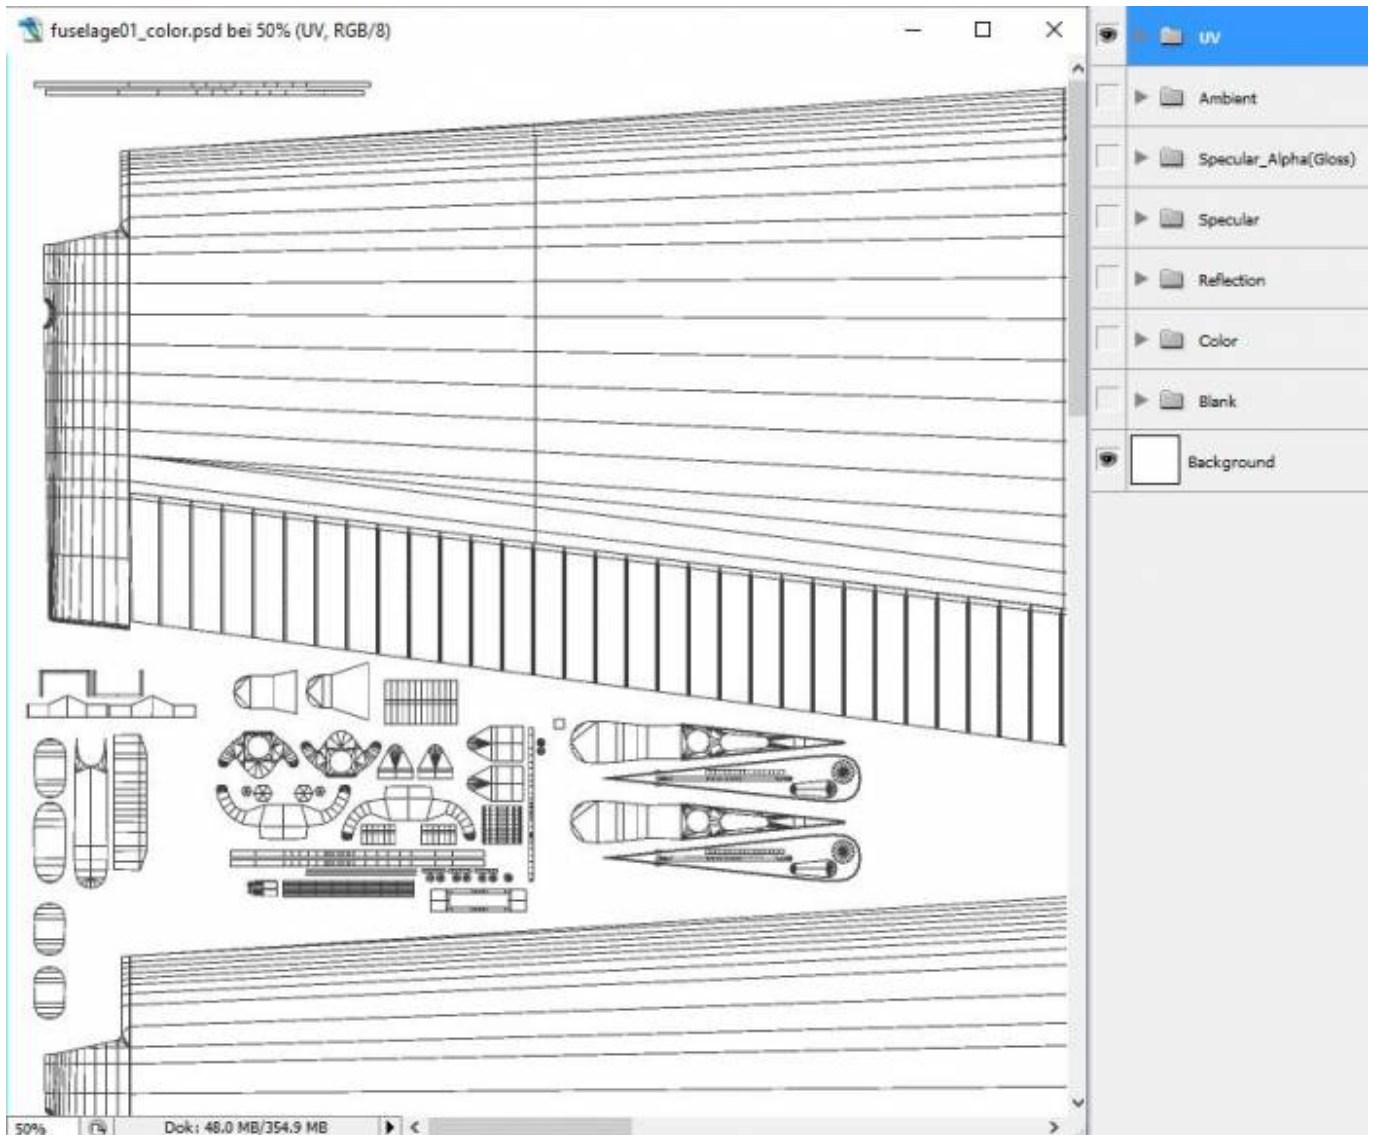 fuselage01_color.psd bei 50% (UV, RGB/8)
UV
Ambient
Specular_Alpha(Gloss)
Specular
Reflection
Color
Blank
Background
50%
Dok: 48.0 MB/354.9 MB